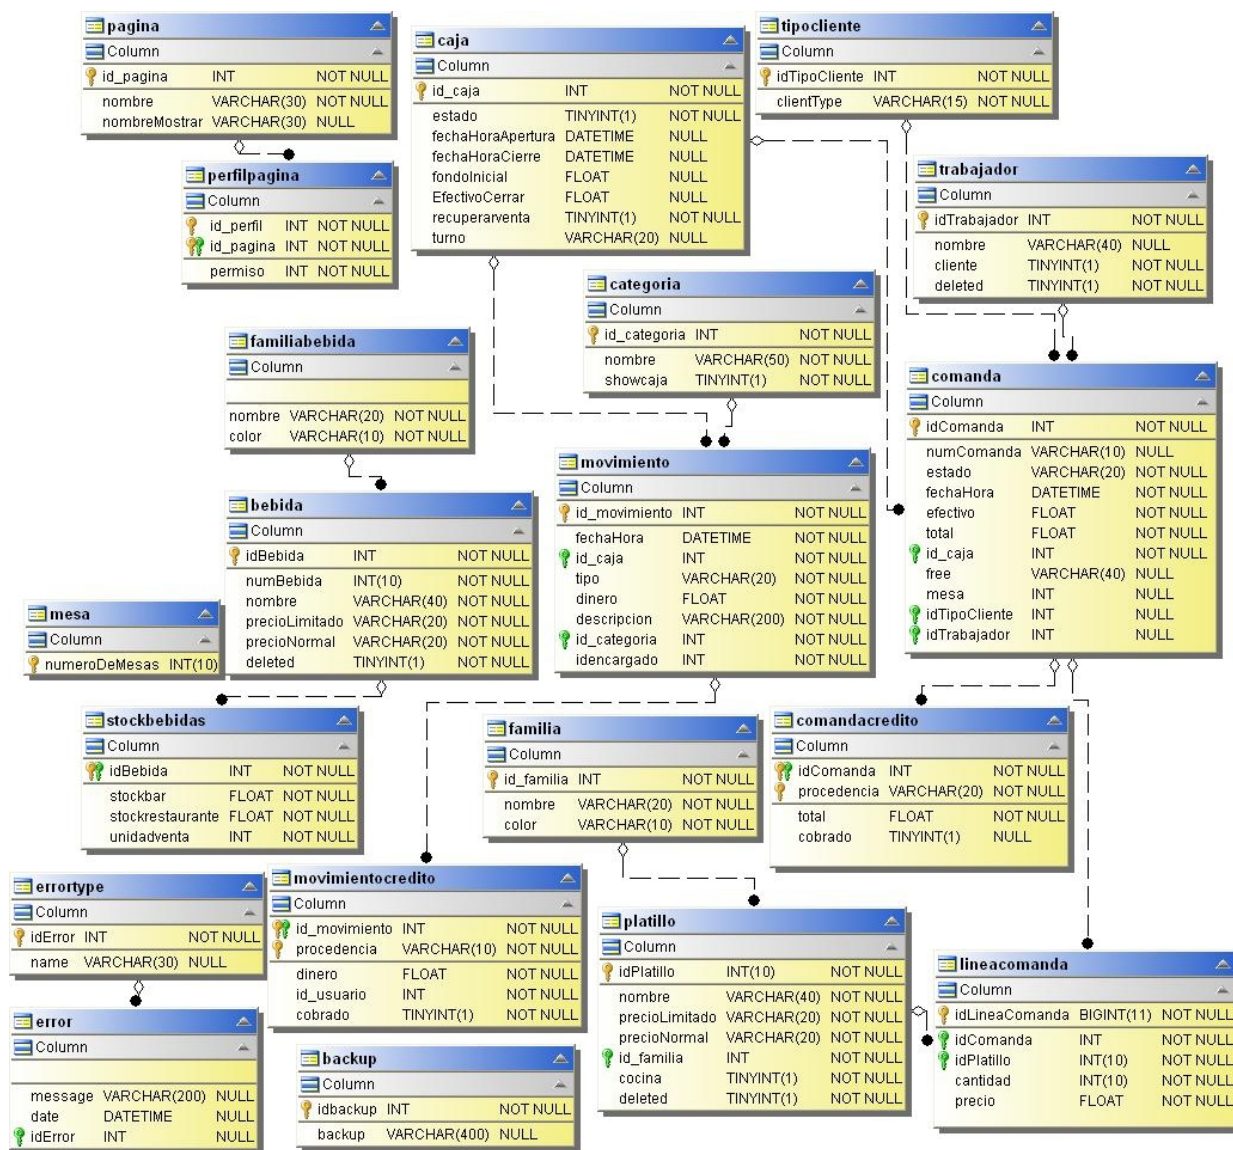 pagina
Column
id_pagina INT NOT NULL
nombre VARCHAR(30) NOT NULL
nombreMostrar VARCHAR(30) NULL
perfilpagina
Column
id_perfil INT NOT NULL
id_pagina INT NOT NULL
permiso INT NOT NULL
caja
Column
id_caja INT NOT NULL
estado TINYINT(1) NOT NULL
fechaHoraApertura DATETIME NULL
fechaHoraCierre DATETIME NULL
fondoInicial FLOAT NULL
EfectivoCerrar FLOAT NULL
recuperarventa TINYINT(1) NOT NULL
turno VARCHAR(20) NULL
tipocliente
Column
idTipoCliente INT NOT NULL
clientType VARCHAR(15) NOT NULL
trabajador
Column
idTrabajador INT NOT NULL
nombre VARCHAR(40) NULL
cliente TINYINT(1) NOT NULL
deleted TINYINT(1) NOT NULL
categoria
Column
id_categoria INT NOT NULL
nombre VARCHAR(50) NOT NULL
showcaja TINYINT(1) NOT NULL
familiabebida
Column
nombre VARCHAR(20) NOT NULL
color VARCHAR(10) NOT NULL
comanda
Column
idComanda INT NOT NULL
numComanda VARCHAR(10) NULL
estado VARCHAR(20) NOT NULL
fechaHora DATETIME NOT NULL
efectivo FLOAT NOT NULL
total FLOAT NOT NULL
id_caja INT NOT NULL
free VARCHAR(40) NULL
mesa INT NULL
idTipoCliente INT NULL
idTrabajador INT NULL
movimiento
Column
id_movimiento INT NOT NULL
fechaHora DATETIME NOT NULL
id_caja INT NOT NULL
tipo VARCHAR(20) NOT NULL
dinero FLOAT NOT NULL
descripcion VARCHAR(200) NOT NULL
id_categoria INT NOT NULL
idencargado INT NOT NULL
bebida
Column
idBebida INT NOT NULL
numBebida INT(10) NOT NULL
nombre VARCHAR(40) NOT NULL
precioLimitado VARCHAR(20) NOT NULL
precioNormal VARCHAR(20) NOT NULL
deleted TINYINT(1) NOT NULL
mesa
Column
numeroDeMesas INT(10)
stockbebidas
Column
idBebida INT NOT NULL
stockbar FLOAT NOT NULL
stockrestaurante FLOAT NOT NULL
unidadventa INT NOT NULL
familia
Column
id_familia INT NOT NULL
nombre VARCHAR(20) NOT NULL
color VARCHAR(10) NOT NULL
comandacredito
Column
idComanda INT NOT NULL
procedencia VARCHAR(20) NOT NULL
total FLOAT NOT NULL
cobrado TINYINT(1) NULL
errortype
Column
idError INT NOT NULL
name VARCHAR(30) NULL
movimientocredito
Column
id_movimiento INT NOT NULL
procedencia VARCHAR(10) NOT NULL
dinero FLOAT NOT NULL
id_usuario INT NOT NULL
cobrado TINYINT(1) NOT NULL
platillo
Column
idPlatillo INT(10) NOT NULL
nombre VARCHAR(40) NOT NULL
precioLimitado VARCHAR(20) NOT NULL
precioNormal VARCHAR(20) NOT NULL
id_familia INT NOT NULL
cocina TINYINT(1) NOT NULL
deleted TINYINT(1) NOT NULL
lineacomanda
Column
idLineaComanda BIGINT(11) NOT NULL
idComanda INT NOT NULL
idPlatillo INT(10) NOT NULL
cantidad INT(10) NOT NULL
precio FLOAT NOT NULL
error
Column
message VARCHAR(200) NULL
date DATETIME NULL
idError INT NULL
backup
Column
idbackup INT NOT NULL
backup VARCHAR(400) NULL